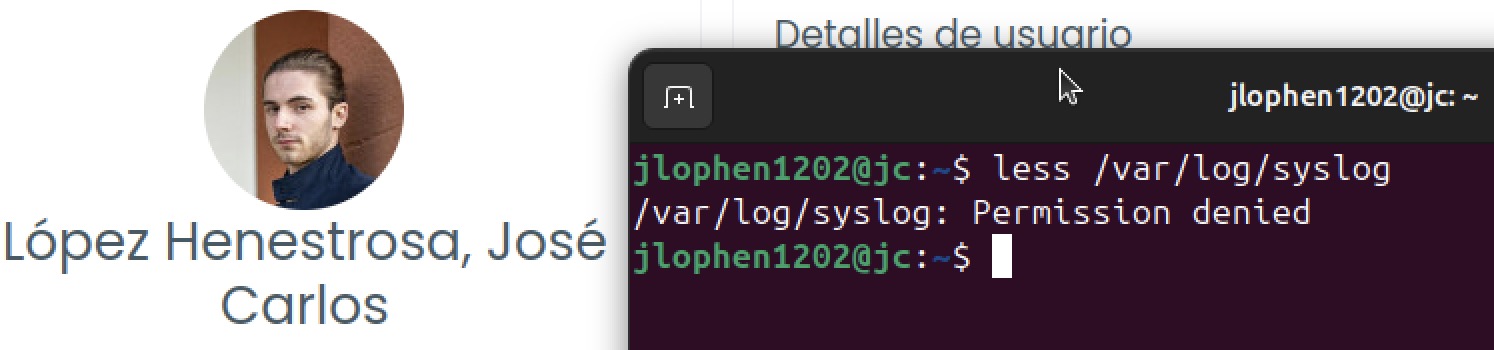 Detalles de usuario
López Henestrosa, José
Carlos
jlophen1202@jc: ~
jlophen1202@jc:~$ less /var/log/syslog
/var/log/syslog: Permission denied
jlophen1202@jc:~$